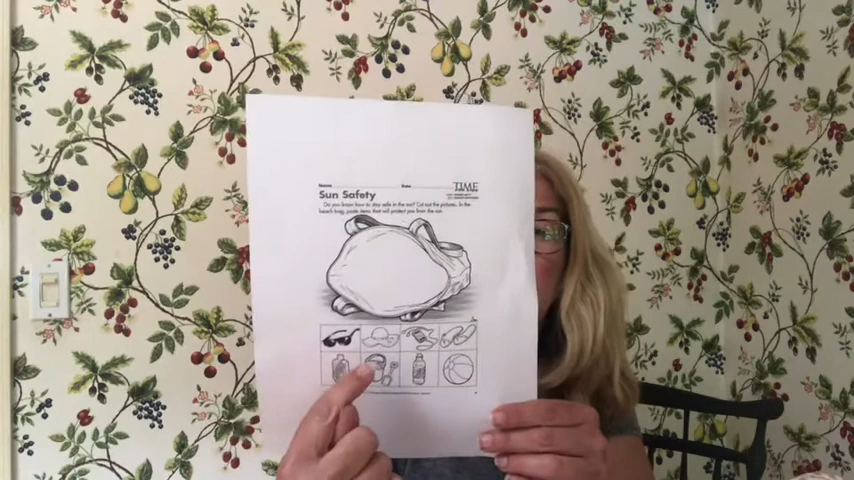 Name Date
TIME
Sun Safety
Do you know how to stay safe in the sun? Cut out the pictures. In the
beach bag, paste items that will protect you from the sun.